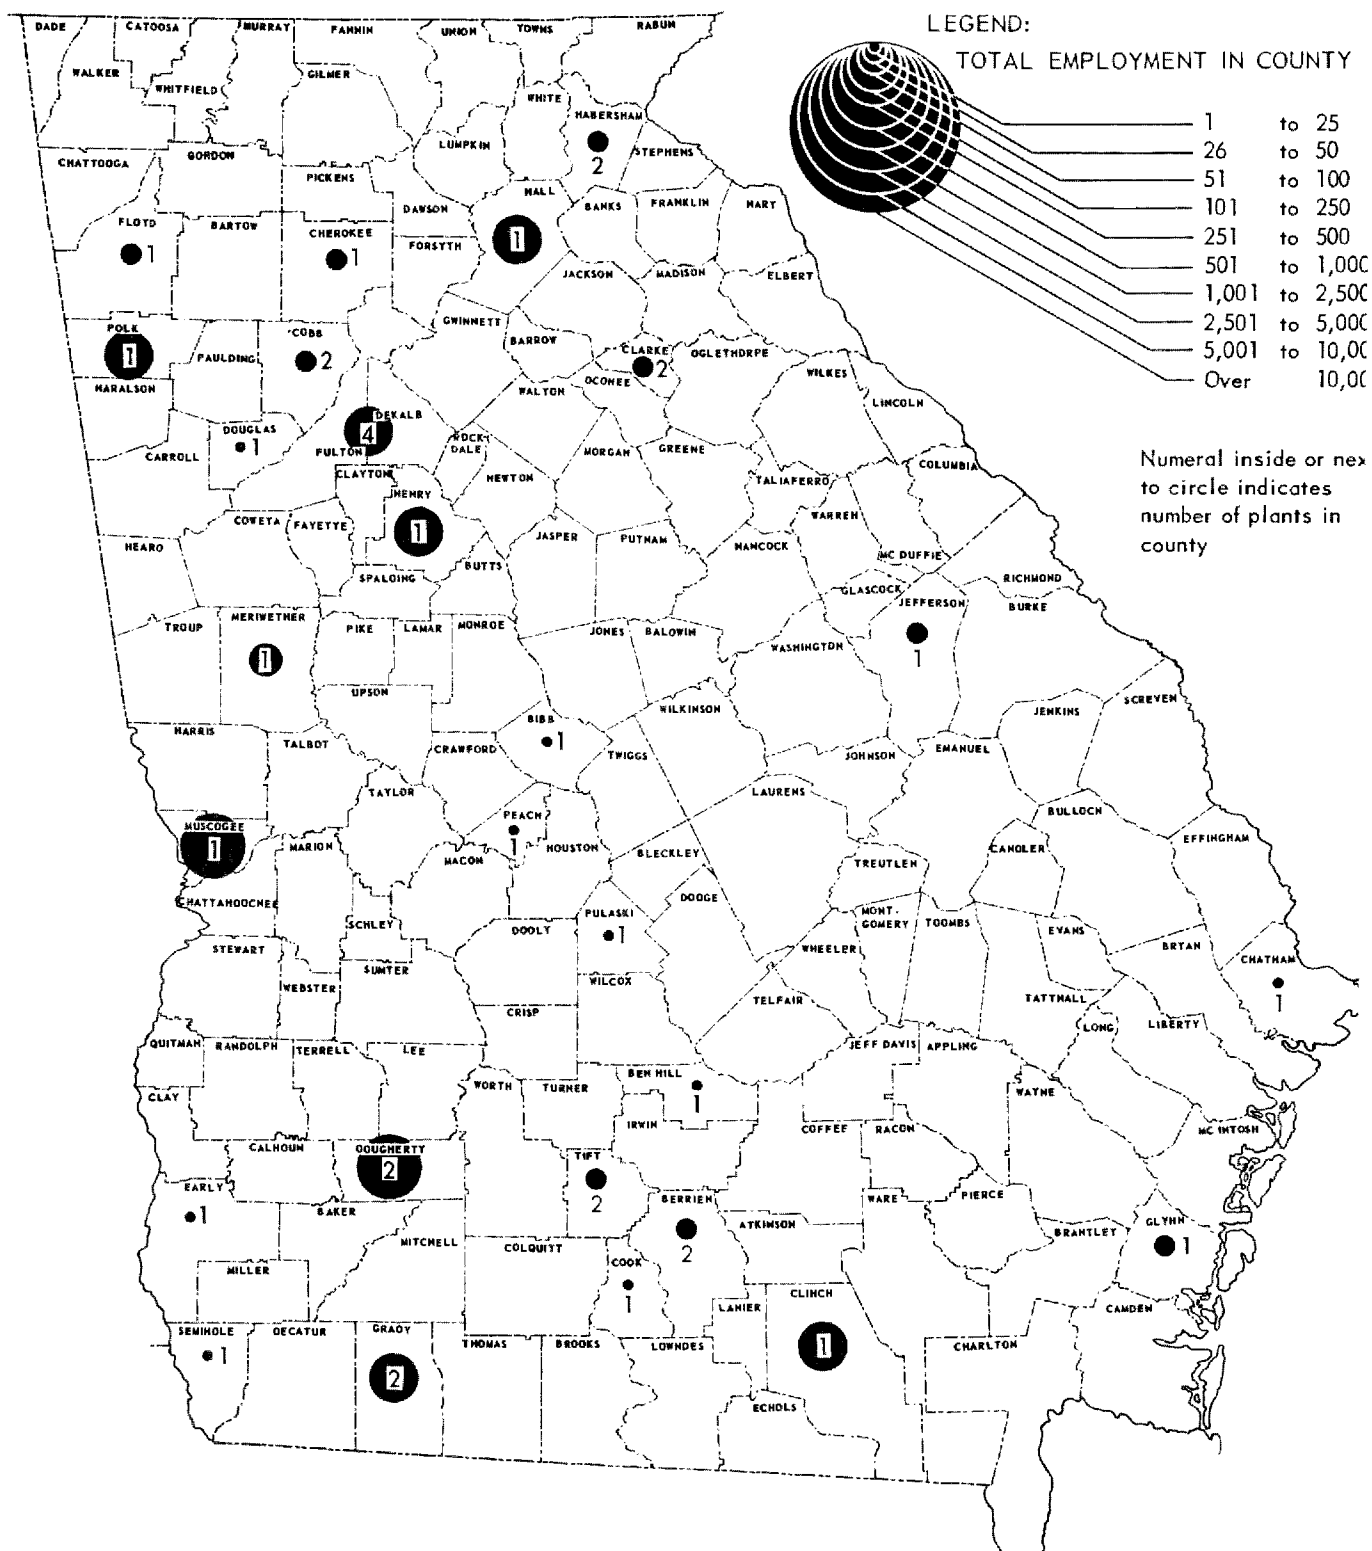 LEGEND:
TOTAL EMPLOYMENT IN COUNTY
1 to 25
26 to 50
51 to 100
101 to 250
251 to 500
501 to 1,000
1,001 to 2,500
2,501 to 5,000
5,001 to 10,00
Over 10,00
Numeral inside or nex
to circle indicates
number of plants in
county
DADE CATOOSA MURRAY FANNIN UNION TOWNS RABUN
WALKER WHITFIELD GILMER WHITE HABERSHAM
2
CHATTOOGA GORDON PICKENS LUMPKIN STEPHENS
DAWSON HALL BANKS FRANKLIN HART
FLOYD BARTOW CHEROKEE FORSYTH
1 1 1
JACKSON MADISON ELBERT
POLK COBB GWINNETT BARROW CLARKE OGLETHORPE
1 PAULDING 2 2
HARALSON WALTON OCONEE WILKES LINCOLN
DOUGLAS DEKALB
1 4
CARROLL FULTON ROCK-
DALE MORGAN GREENE COLUMBIA
CLAYTON NEWTON TALIAFERRO
HENRY
1
COWETA FAYETTE JASPER PUTNAM HANCOCK WARREN
HEARD BUTTS MC DUFFIE
SPALDING GLASCOCK RICHMOND
JEFFERSON BURKE
1
TROUP MERIWETHER PIKE LAMAR MONROE JONES BALDWIN WASHINGTON
1
UPSON WILKINSON JENKINS SCREVEN
HARRIS TALBOT CRAWFORD BIBB TWIGGS JOHNSON EMANUEL
1
TAYLOR LAURENS
MUSCOGEE PEACH BULLOCH
1 1
MARION MACON HOUSTON BLECKLEY TREUTLEN CANDLER EFFINGHAM
CHATTAHOOCHEE SCHLEY DOOLY PULASKI DODGE MONT-
GOMERY TOOMBS EVANS
1
STEWART SUMTER WHEELER BRYAN CHATHAM
1
WEBSTER CRISP WILCOX TELFAIR TATTNALL
QUITMAN RANDOLPH TERRELL LEE JEFF DAVIS APPLING LONG LIBERTY
CLAY WORTH TURNER BEN HILL WAYNE
1
CALHOUN DOUGHERTY IRWIN COFFEE BACON MC INTOSH
2
EARLY TIFT
1 2
BAKER BERRIEN WARE PIERCE
2
MITCHELL COLQUITT COOK ATKINSON BRANTLEY GLYNN
1 1
MILLER LANIER CLINCH CAMDEN
1
SEMINOLE DECATUR GRADY THOMAS BROOKS LOWNDES CHARLTON
1 2
ECHOLS